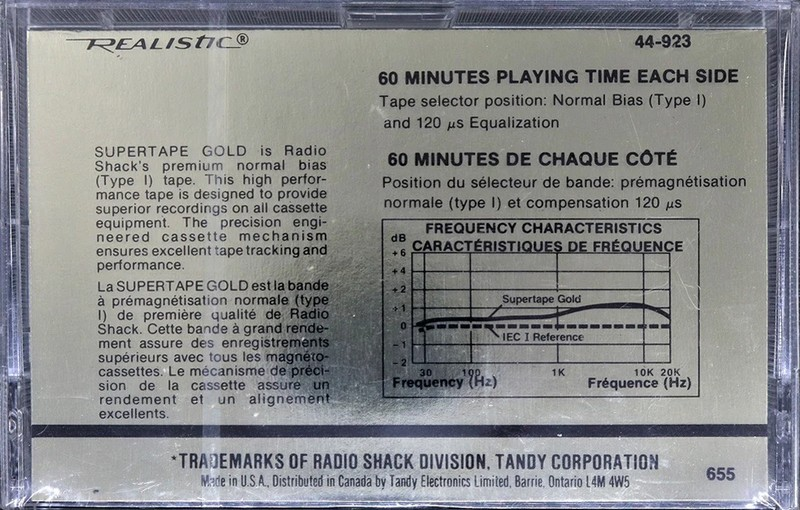 REALISTIC®
44-923
60 MINUTES PLAYING TIME EACH SIDE
Tape selector position: Normal Bias (Type I)
and 120 µs Equalization
60 MINUTES DE CHAQUE CÔTÉ
Position du sélecteur de bande: prémagnétisation
normale (type I) et compensation 120 µs
SUPERTAPE GOLD is Radio
Shack's premium normal bias
(Type I) tape. This high perfor-
mance tape is designed to provide
superior recordings on all cassette
equipment. The precision engi-
neered cassette mechanism
ensures excellent tape tracking and
performance.
La SUPERTAPE GOLD est la bande
à prémagnétisation normale (type
I) de première qualité de Radio
Shack. Cette bande à grand rende-
ment assure des enregistrements
supérieurs avec tous les magnéto-
cassettes. Le mécanisme de préci-
sion de la cassette assure un
rendement et un alignement
excellents.
FREQUENCY CHARACTERISTICS
CARACTÉRISTIQUES DE FRÉQUENCE
dB
+6
+4
+2
+1
0
-1
-2
Supertape Gold
IEC I Reference
30 100 1K 10K 20K
Frequency (Hz) Fréquence (Hz)
*TRADEMARKS OF RADIO SHACK DIVISION, TANDY CORPORATION
Made in U.S.A., Distributed in Canada by Tandy Electronics Limited, Barrie, Ontario L4M 4W5
655